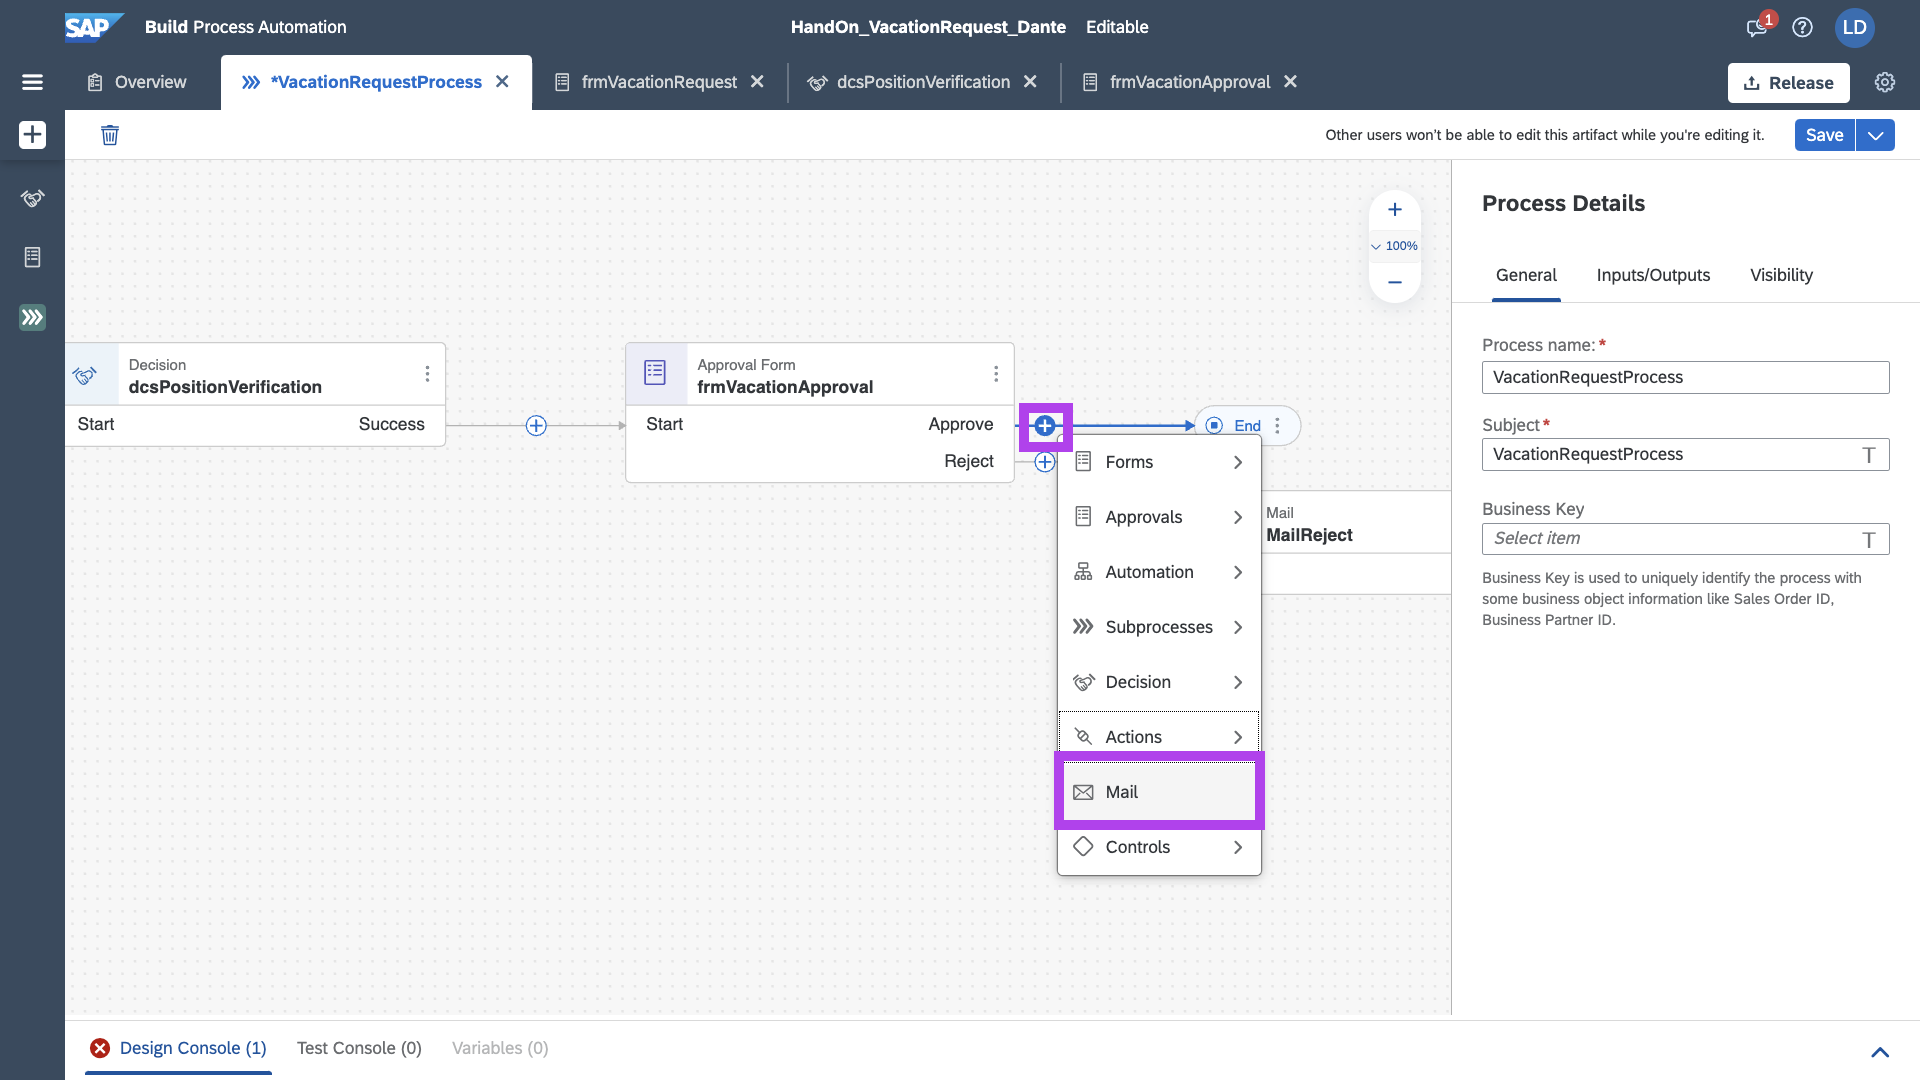 SAP
Build Process Automation
HandOn_VacationRequest_Dante
Editable
1
LD
Overview
*VacationRequestProcess
frmVacationRequest
dcsPositionVerification
frmVacationApproval
Release
Other users won't be able to edit this artifact while you're editing it.
Save
100%
Decision
dcsPositionVerification
Start
Success
Approval Form
frmVacationApproval
Start
Approve
Reject
End
Forms
Approvals
Automation
Subprocesses
Decision
Actions
Mail
Controls
Mail
MailReject
Process Details
General
Inputs/Outputs
Visibility
Process name:*
VacationRequestProcess
Subject*
VacationRequestProcess
Business Key
Select item
Business Key is used to uniquely identify the process with
some business object information like Sales Order ID,
Business Partner ID.
Design Console (1)
Test Console (0)
Variables (0)